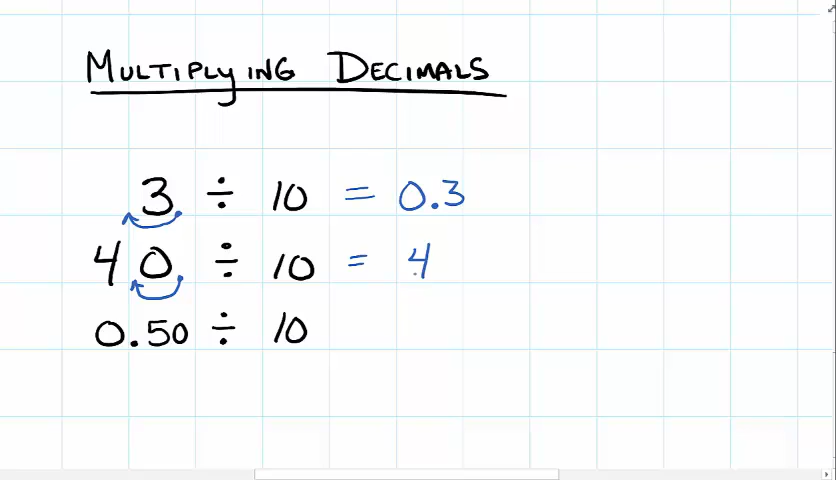 MULTIPLYING DECIMALS
3 ÷ 10 = 0.3
40 ÷ 10 = 4
0.50 ÷ 10